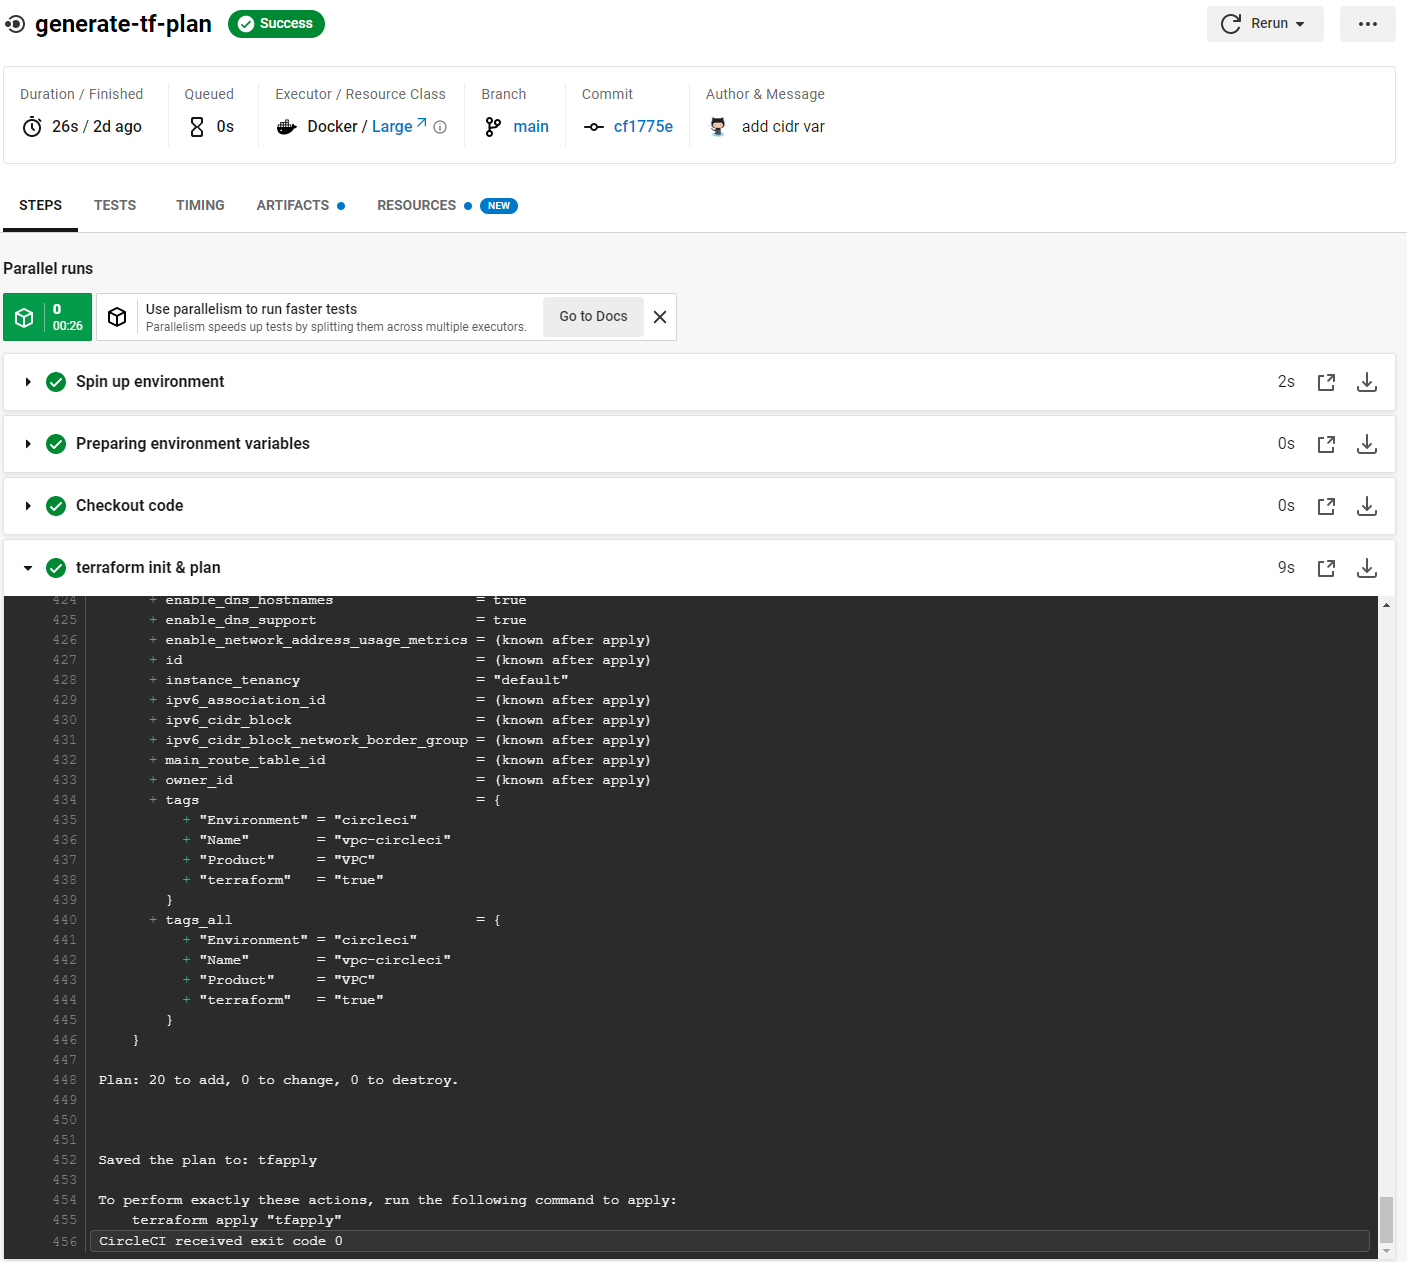 generate-tf-plan Success Rerun
Duration / Finished Queued Executor / Resource Class Branch Commit Author & Message
26s / 2d ago 0s Docker / Large main cf1775e add cidr var
STEPS TESTS TIMING ARTIFACTS RESOURCES NEW
Parallel runs
0
00:26
Use parallelism to run faster tests
Parallelism speeds up tests by splitting them across multiple executors.
Go to Docs
Spin up environment 2s
Preparing environment variables 0s
Checkout code 0s
terraform init & plan 9s
424 + enable_dns_hostnames = true
425 + enable_dns_support = true
426 + enable_network_address_usage_metrics = (known after apply)
427 + id = (known after apply)
428 + instance_tenancy = "default"
429 + ipv6_association_id = (known after apply)
430 + ipv6_cidr_block = (known after apply)
431 + ipv6_cidr_block_network_border_group = (known after apply)
432 + main_route_table_id = (known after apply)
433 + owner_id = (known after apply)
434 + tags = {
435 + "Environment" = "circleci"
436 + "Name" = "vpc-circleci"
437 + "Product" = "VPC"
438 + "terraform" = "true"
439 }
440 + tags_all = {
441 + "Environment" = "circleci"
442 + "Name" = "vpc-circleci"
443 + "Product" = "VPC"
444 + "terraform" = "true"
445 }
446 }
447
448 Plan: 20 to add, 0 to change, 0 to destroy.
449
450
451
452 Saved the plan to: tfapply
453
454 To perform exactly these actions, run the following command to apply:
455 terraform apply "tfapply"
456 CircleCI received exit code 0